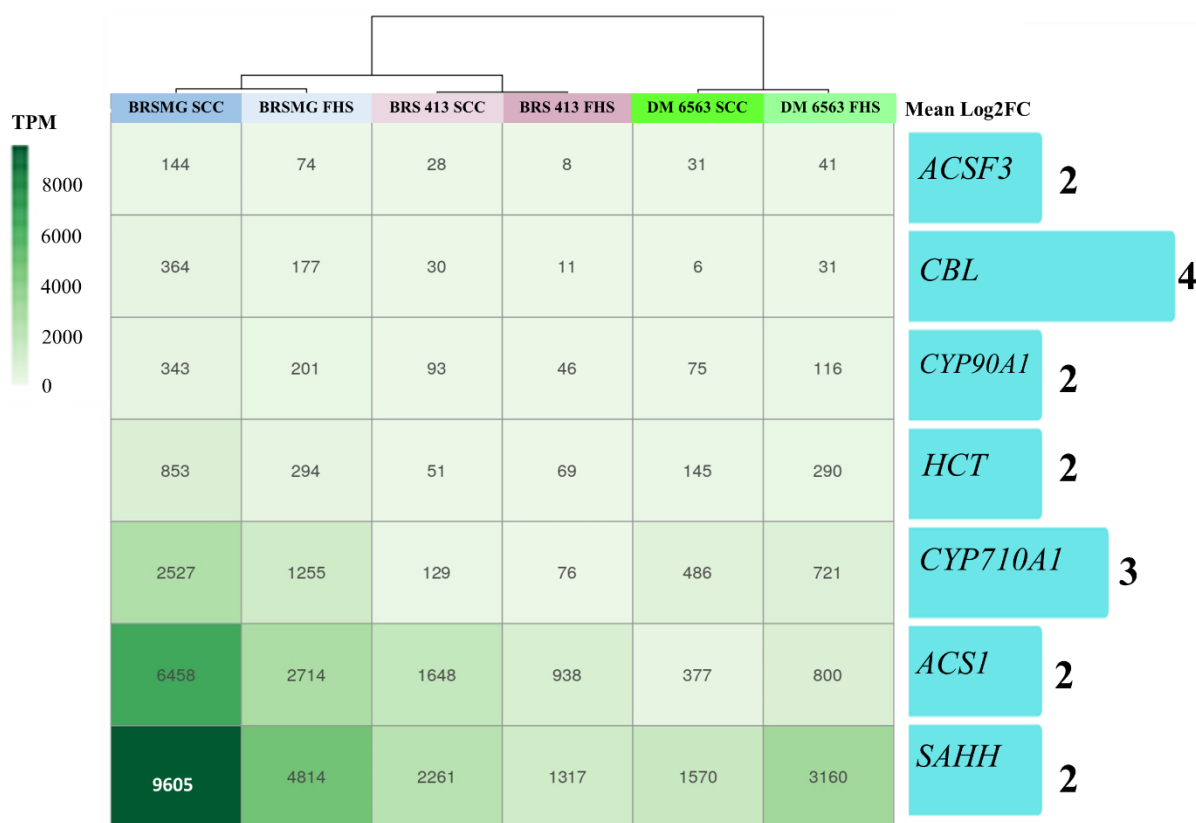 BRSMG SCC BRSMG FHS BRS 413 SCC BRS 413 FHS DM 6563 SCC DM 6563 FHS Mean Log2FC
TPM
8000
6000
4000
2000
0
144 74 28 8 31 41 ACSF3 2
364 177 30 11 6 31 CBL 4
343 201 93 46 75 116 CYP90A1 2
853 294 51 69 145 290 HCT 2
2527 1255 129 76 486 721 CYP710A1 3
6458 2714 1648 938 377 800 ACS1 2
9605 4814 2261 1317 1570 3160 SAHH 2